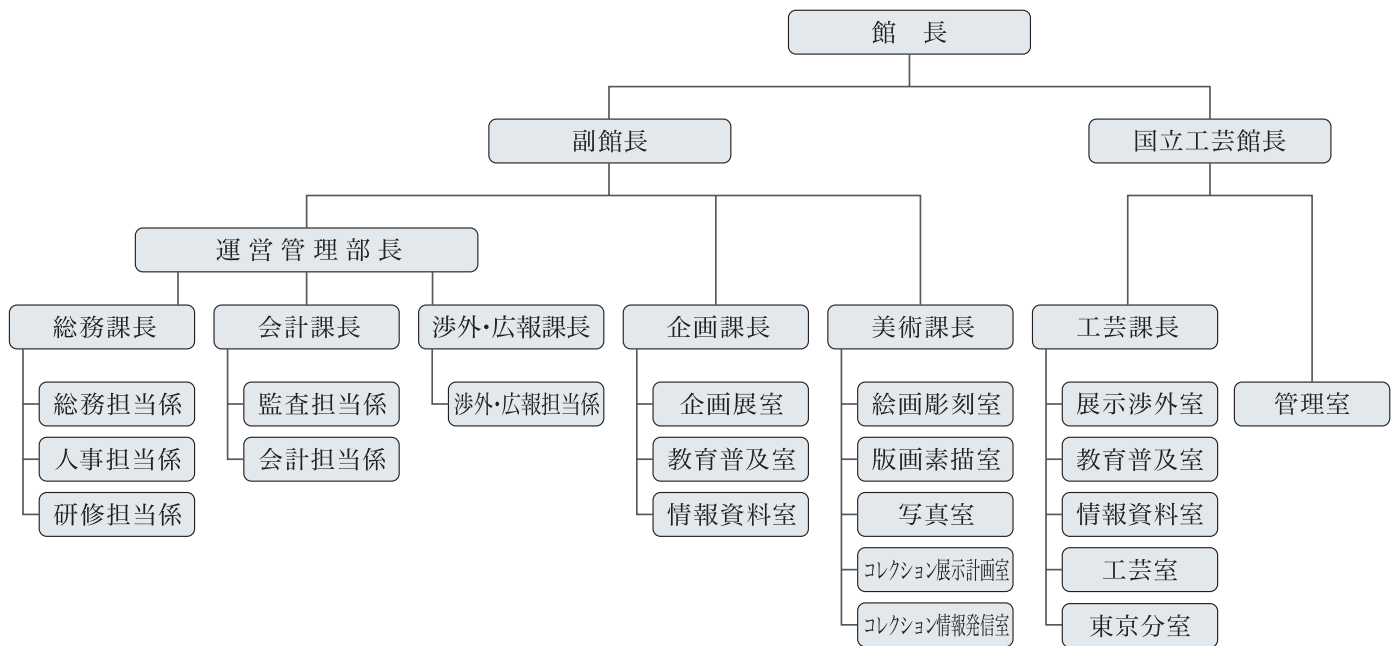 館　長
副館長
国立工芸館長
運営管理部長
総務課長
会計課長
渉外・広報課長
企画課長
美術課長
工芸課長
総務担当係
監査担当係
渉外・広報担当係
企画展室
絵画彫刻室
展示渉外室
管理室
人事担当係
会計担当係
教育普及室
版画素描室
教育普及室
研修担当係
情報資料室
写真室
情報資料室
コレクション展示計画室
工芸室
コレクション情報発信室
東京分室